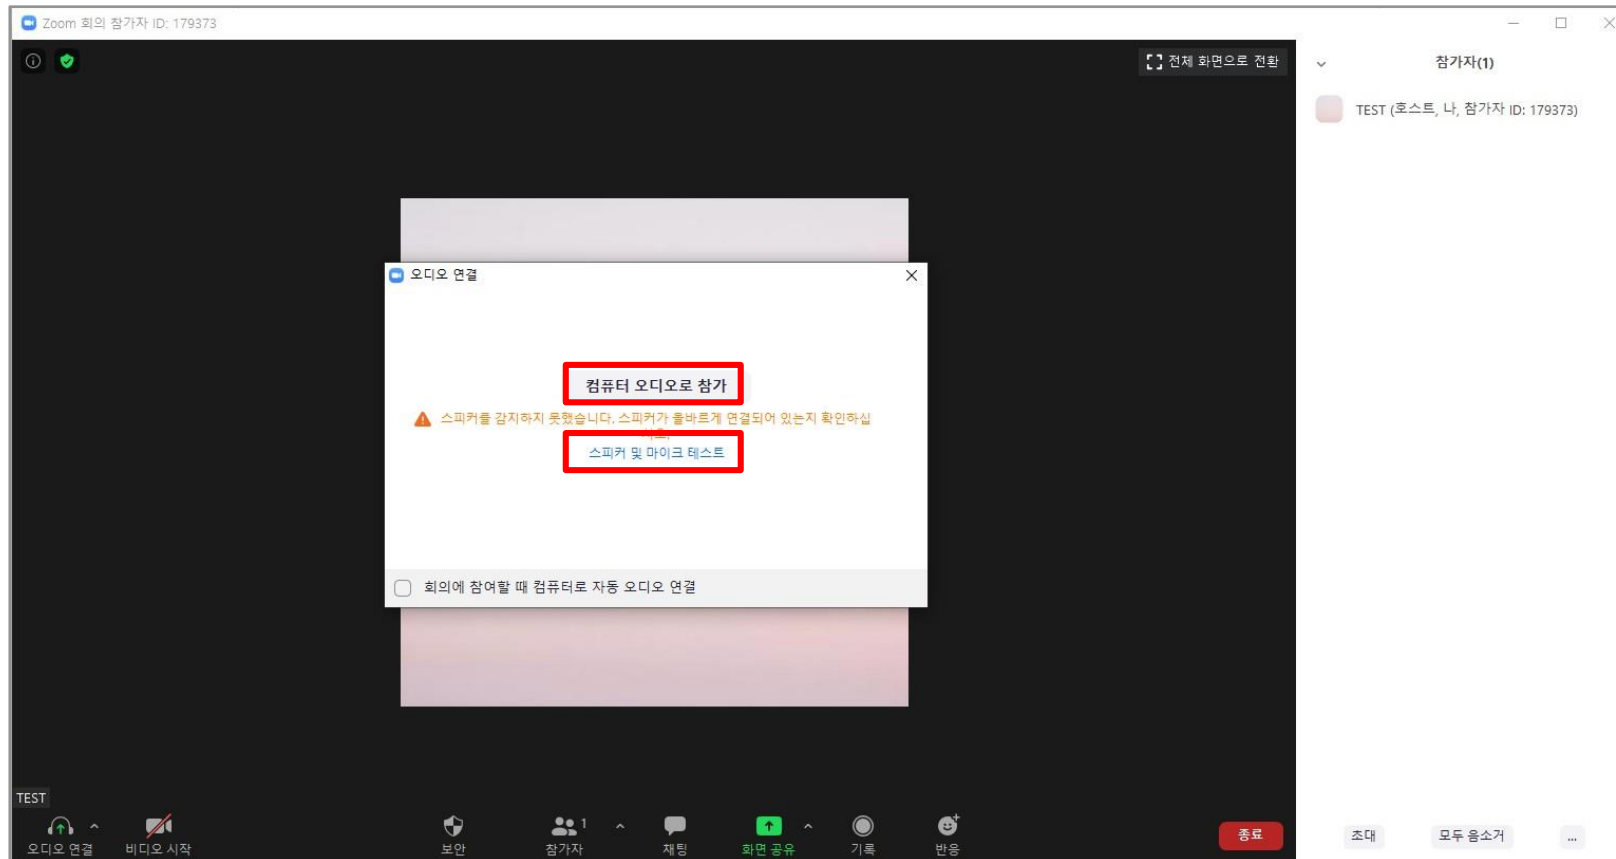 Zoom 회의 참가자 ID: 179373
전체 화면으로 전환
참가자(1)
TEST (호스트, 나, 참가자 ID: 179373)
오디오 연결
컴퓨터 오디오로 참가
스피커를 감지하지 못했습니다. 스피커가 올바르게 연결되어 있는지 확인하십
스피커 및 마이크 테스트
회의에 참여할 때 컴퓨터로 자동 오디오 연결
TEST
오디오 연결
비디오 시작
보안
1
참가자
채팅
화면 공유
기록
반응
종료
초대
모두 음소거
...